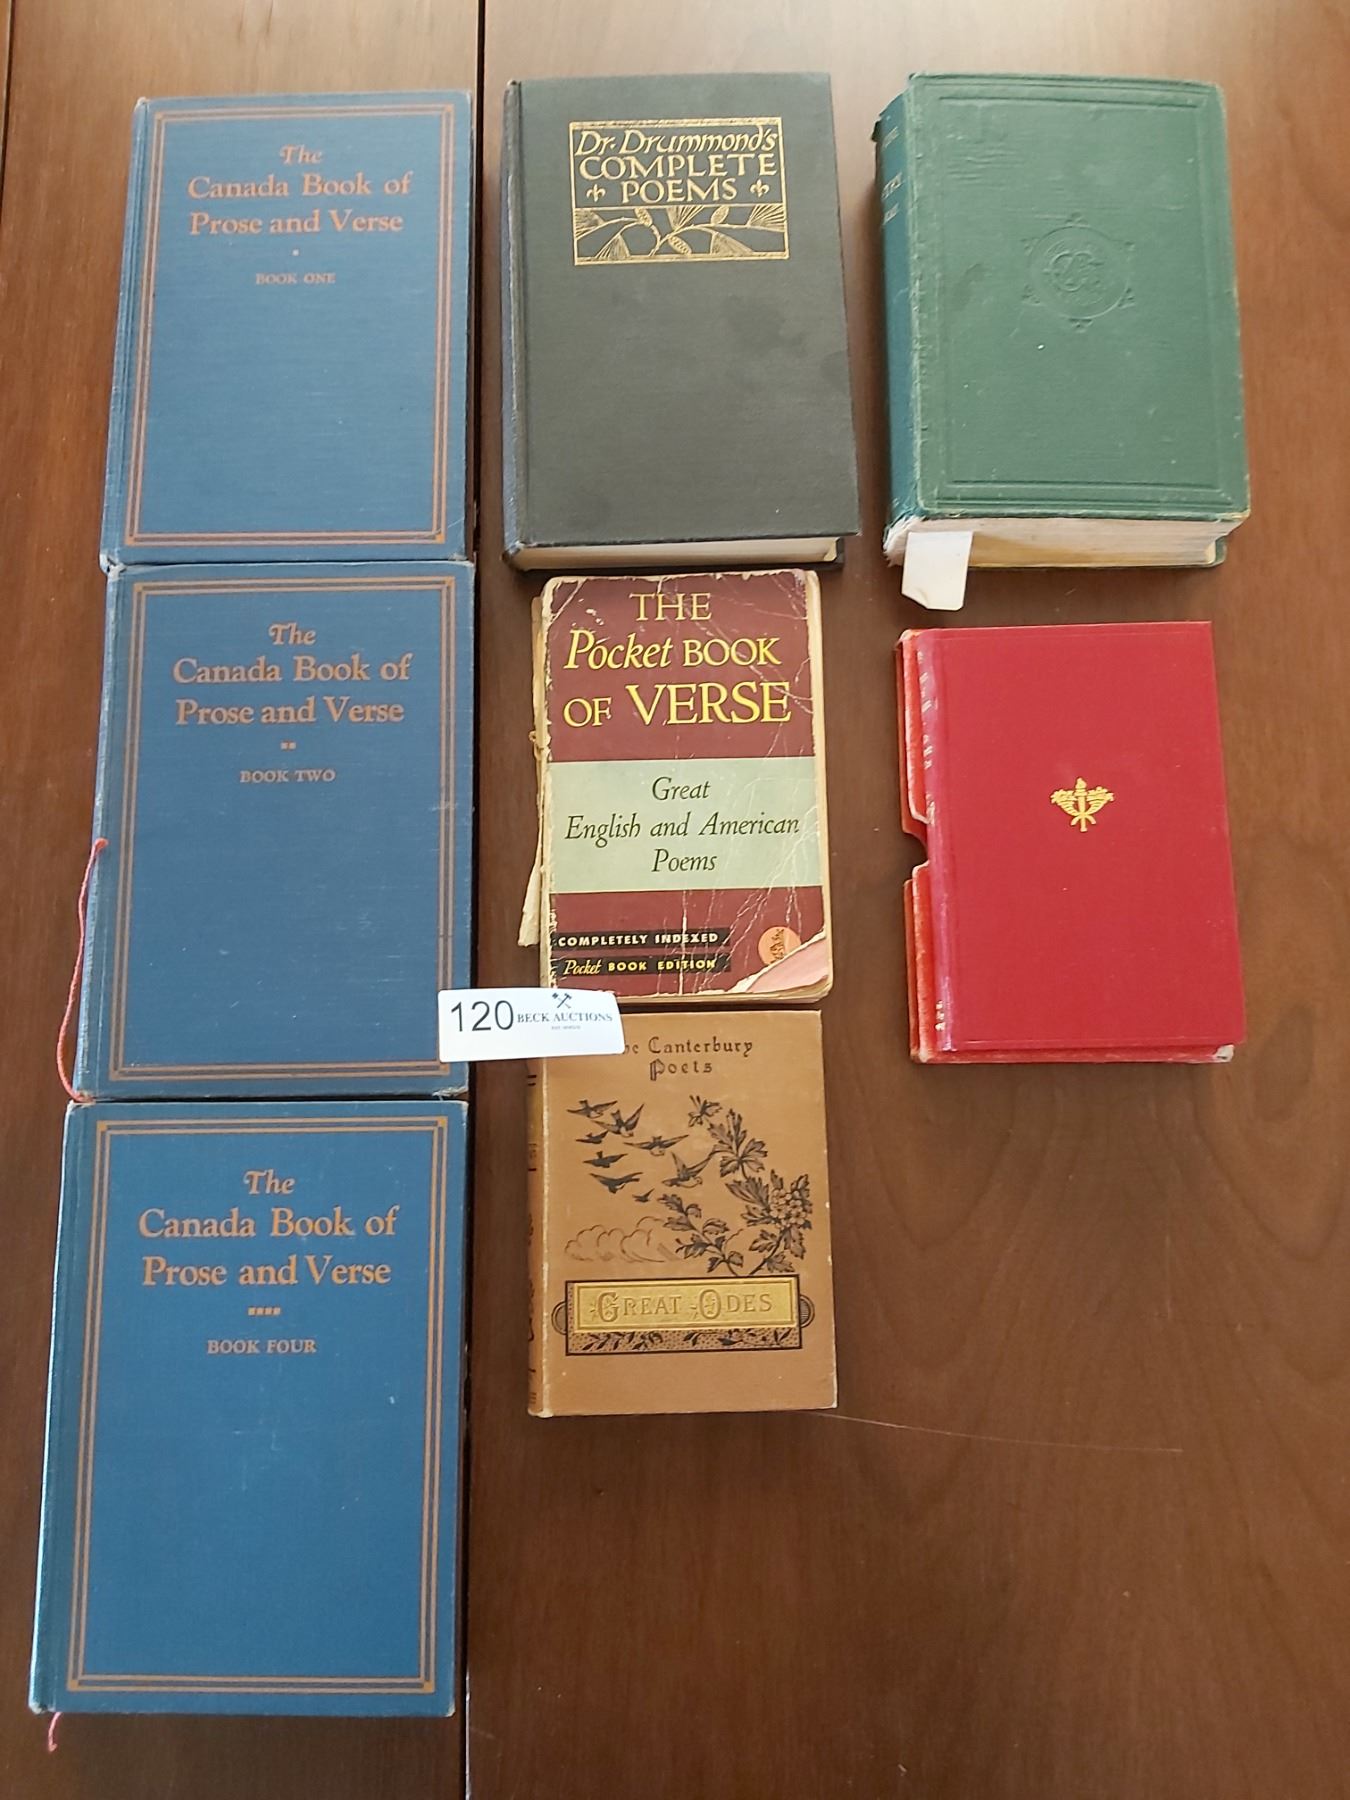 The
Canada Book of
Prose and Verse
BOOK ONE
The
Canada Book of
Prose and Verse
BOOK TWO
The
Canada Book of
Prose and Verse
BOOK FOUR
Dr. Drummond's
COMPLETE
POEMS
THE
Pocket BOOK
OF VERSE
Great
English and American
Poems
COMPLETELY INDEXED
Pocket BOOK EDITION
120
BECK AUCTIONS
Canterbury
Poets
GREAT ODES